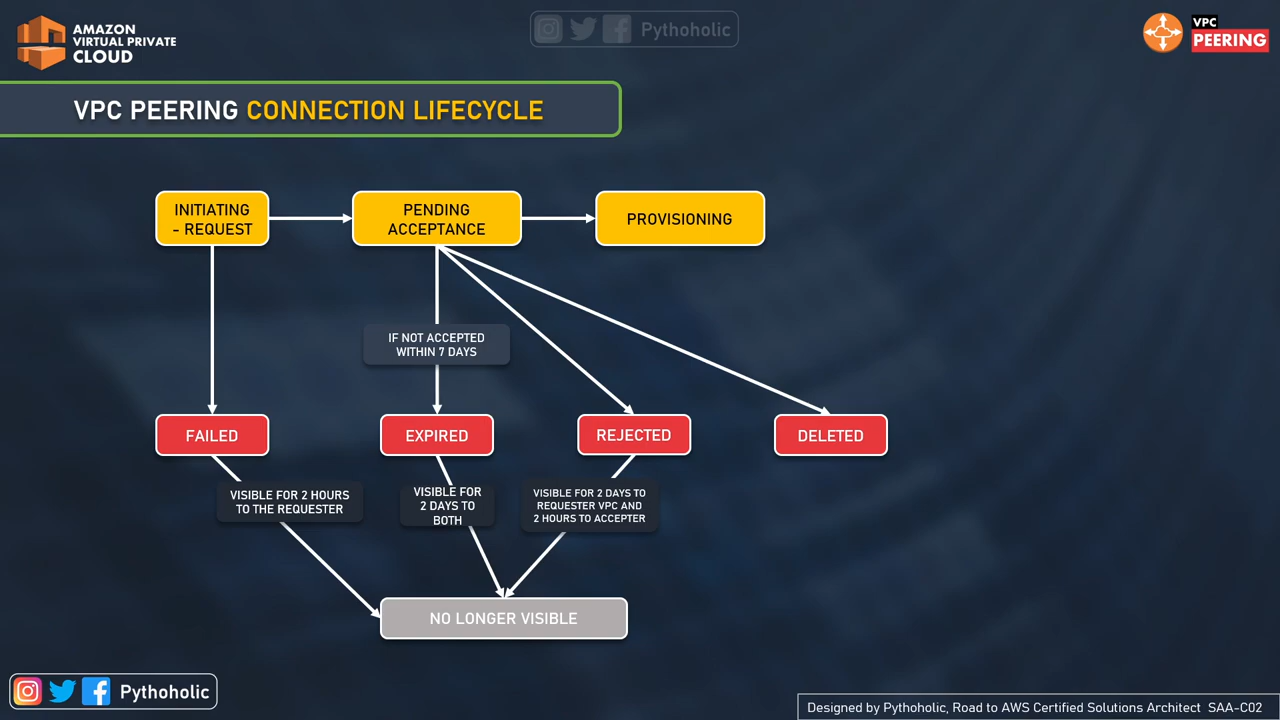 AMAZON
VIRTUAL PRIVATE
CLOUD
Pythoholic
VPC
PEERING
VPC PEERING CONNECTION LIFECYCLE
INITIATING
- REQUEST
PENDING
ACCEPTANCE
PROVISIONING
IF NOT ACCEPTED
WITHIN 7 DAYS
FAILED
EXPIRED
REJECTED
DELETED
VISIBLE FOR 2 HOURS
TO THE REQUESTER
VISIBLE FOR
2 DAYS TO
BOTH
VISIBLE FOR 2 DAYS TO
REQUESTER VPC AND
2 HOURS TO ACCEPTER
NO LONGER VISIBLE
Pythoholic
Designed by Pythoholic, Road to AWS Certified Solutions Architect SAA-C02